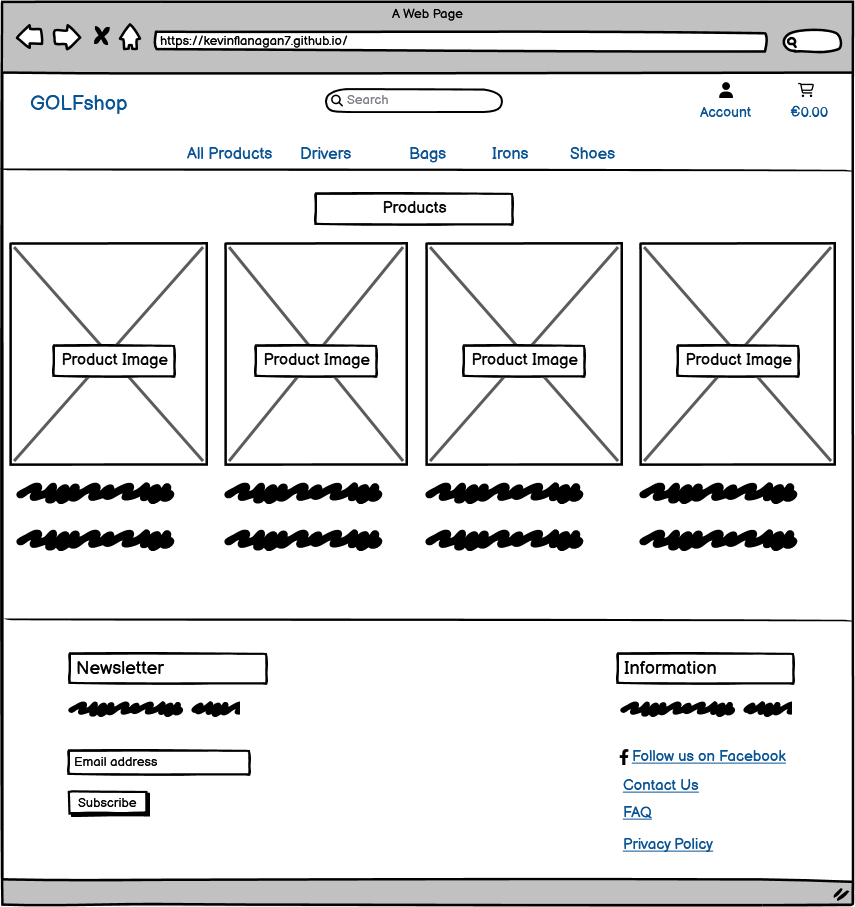 A Web Page
https://kevinflanagan7.github.io/
GOLFshop
Search
Account
€0.00
All Products Drivers Bags Irons Shoes
Products
Product Image Product Image Product Image Product Image
Newsletter
Information
Email address
Subscribe
Follow us on Facebook
Contact Us
FAQ
Privacy Policy